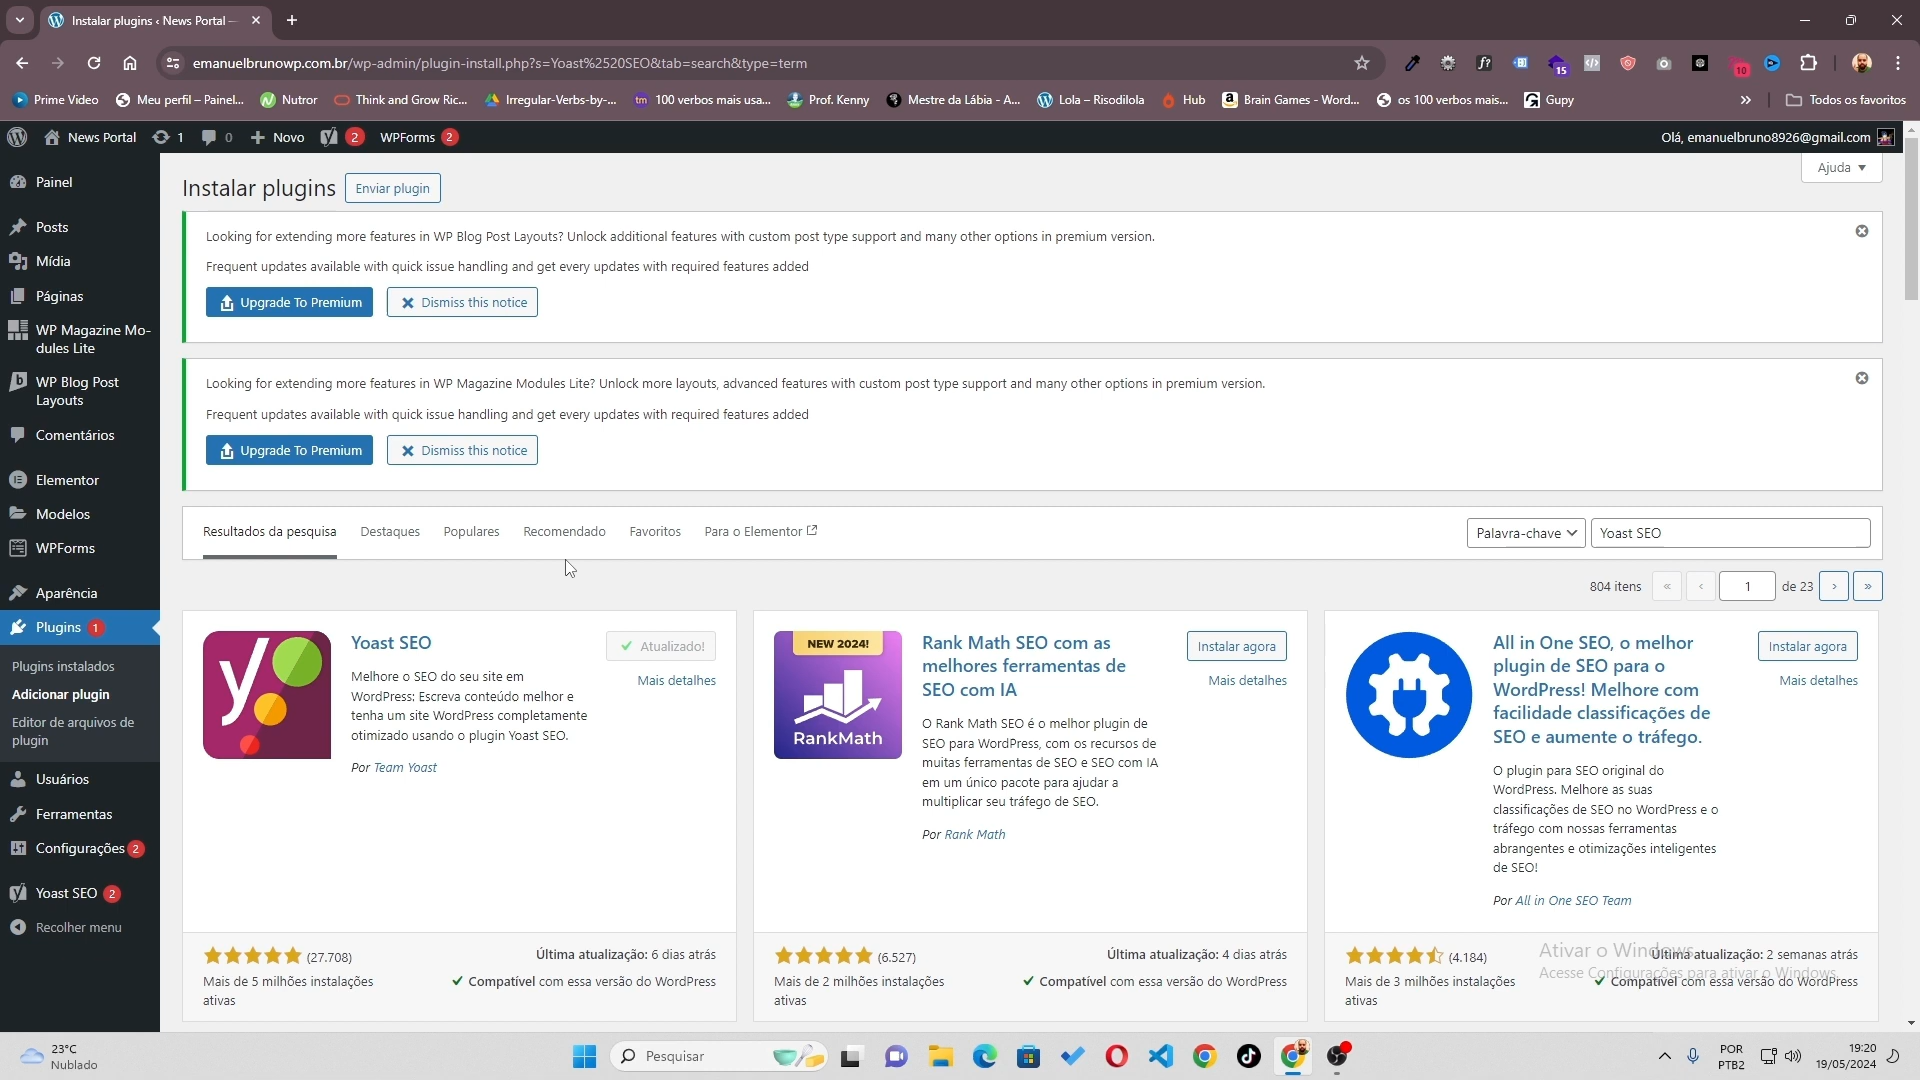 Instalar plugins ‹ News Portal —
emanuelbrunowp.com.br/wp-admin/plugin-install.php?s=Yoast%2520SEO&tab=search&type=term
15
10
Prime Video
Meu perfil – Painel...
Nutror
Think and Grow Ric...
Irregular-Verbs-by-...
tm 100 verbos mais usa...
Prof. Kenny
Mestre da Lábia - A...
Lola – Risodilola
Hub
Brain Games - Word...
os 100 verbos mais...
Gupy
Todos os favoritos
News Portal
1
0
Novo
2
WPForms 2
Olá, emanuelbruno8926@gmail.com
Painel
Posts
Mídia
Páginas
WP Magazine Mo-
dules Lite
WP Blog Post
Layouts
Comentários
Elementor
Modelos
WPForms
Aparência
Plugins 1
Plugins instalados
Adicionar plugin
Editor de arquivos de
plugin
Usuários
Ferramentas
Configurações 2
Yoast SEO 2
Recolher menu
Ajuda
Instalar plugins
Enviar plugin
Looking for extending more features in WP Blog Post Layouts? Unlock additional features with custom post type support and many other options in premium version.
Frequent updates available with quick issue handling and get every updates with required features added
Upgrade To Premium
Dismiss this notice
Looking for extending more features in WP Magazine Modules Lite? Unlock more layouts, advanced features with custom post type support and many other options in premium version.
Frequent updates available with quick issue handling and get every updates with required features added
Upgrade To Premium
Dismiss this notice
Resultados da pesquisa
Destaques
Populares
Recomendado
Favoritos
Para o Elementor
Palavra-chave
Yoast SEO
804 itens « ‹ 1 de 23 › »
Yoast SEO
Atualizado!
Mais detalhes
Melhore o SEO do seu site em
WordPress: Escreva conteúdo melhor e
tenha um site WordPress completamente
otimizado usando o plugin Yoast SEO.
Por Team Yoast
(27.708)
Mais de 5 milhões instalações
ativas
Última atualização: 6 dias atrás
Compatível com essa versão do WordPress
NEW 2024!
RankMath
Rank Math SEO com as
melhores ferramentas de
SEO com IA
Instalar agora
Mais detalhes
O Rank Math SEO é o melhor plugin de
SEO para WordPress, com os recursos de
muitas ferramentas de SEO e SEO com IA
em um único pacote para ajudar a
multiplicar seu tráfego de SEO.
Por Rank Math
(6.527)
Mais de 2 milhões instalações
ativas
Última atualização: 4 dias atrás
Compatível com essa versão do WordPress
All in One SEO, o melhor
plugin de SEO para o
WordPress! Melhore com
facilidade classificações de
SEO e aumente o tráfego.
Instalar agora
Mais detalhes
O plugin para SEO original do
WordPress. Melhore as suas
classificações de SEO no WordPress e o
tráfego com nossas ferramentas
abrangentes e otimizações inteligentes
de SEO!
Por All in One SEO Team
(4.184)
Mais de 3 milhões instalações
ativas
Última atualização: 2 semanas atrás
Compatível com essa versão do WordPress
Ativar o Windows
Acesse Configurações para ativar o Windows.
23°C
Nublado
Pesquisar
POR
PTB2
19:20
19/05/2024